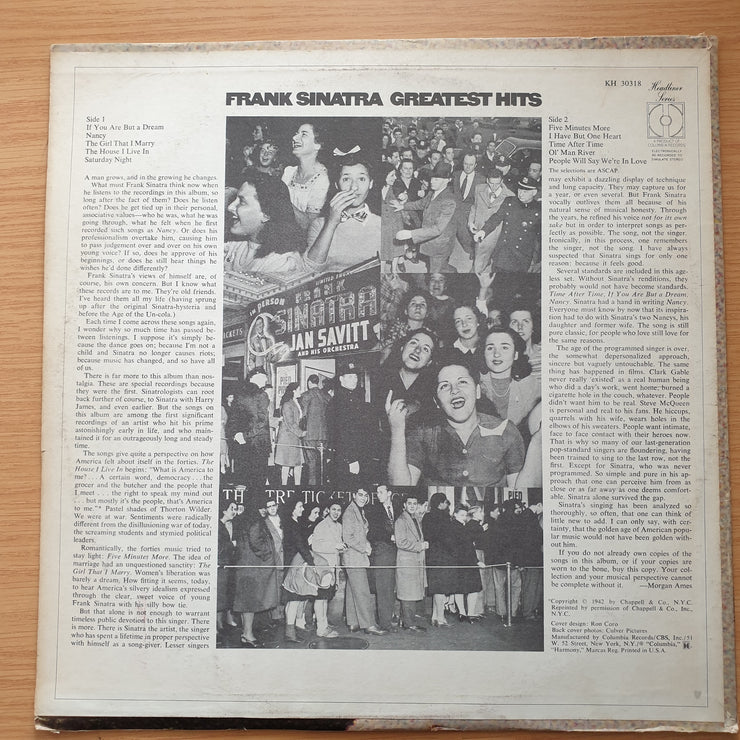 KH 30318
Headliner
Series
A PRODUCT OF
COLUMBIA RECORDS
ELECTRONICALLY
RE-RECORDED TO
SIMULATE STEREO
FRANK SINATRA GREATEST HITS
Side 1
If You Are But a Dream
Nancy
The Girl That I Marry
The House I Live In
Saturday Night
A man grows, and in the growing he changes.
What must Frank Sinatra think now when
he listens to the recordings in this album, so
long after the fact of them? Does he listen
often? Does he get tied up in their personal,
associative values—who he was, what he was
going through, what he felt when he first
recorded such songs as Nancy. Or does his
professionalism overtake him, causing him
to pass judgement over and over on his own
young voice? If so, does he approve of his
beginnings, or does he still hear things he
wishes he'd done differently?
Frank Sinatra's views of himself are, of
course, his own concern. But I know what
these records are to me. They're old friends.
I've heard them all my life (having sprung
up after the original Sinatra-hysteria and
before the Age of the Un-cola.)
Each time I come across these songs again,
I wonder why so much time has passed be-
tween listenings. I suppose it's simply be-
cause the dance goes on; because I'm not a
child and Sinatra no longer causes riots;
because music has changed, and so have all
of us.
There is far more to this album than nos-
talgia. These are special recordings because
they were the first. Sinatrologists can root
back further of course, to Sinatra with Harry
James, and even earlier. But the songs on
this album are among the first significant
recordings of an artist who hit his prime
astonishingly early in life, and who main-
tained it for an outrageously long and steady
time.
The songs give quite a perspective on how
America felt about itself in the forties. The
House I Live In begins: "What is America to
me? . . . A certain word, democracy . . . the
grocer and the butcher and the people that
I meet . . . the right to speak my mind out
. . . but mostly it's the people, that's America
to me."* Pastel shades of Thorton Wilder.
We were at war. Sentiments were radically
different from the disillusioning war of today,
the screaming students and stymied political
leaders.
Romantically, the forties music tried to
stay light: Five Minutes More. The idea of
marriage had an unquestioned sanctity: The
Girl That I Marry. Women's liberation was
barely a dream. How fitting it seems, today,
to hear America's silvery idealism expressed
through the clear, sweet voice of young
Frank Sinatra with his silly bow tie.
But that alone is not enough to warrant
timeless public devotion to this singer. There
is more. There is Sinatra the artist, the singer
who has spent a lifetime in proper perspective
with himself as a song-giver. Lesser singers
IN PERSON
FRANK
SINATRA
JAN SAVITT
AND HIS ORCHESTRA
TICKETS
Side 2
Five Minutes More
I Have But One Heart
Time After Time
Ol' Man River
People Will Say We're In Love
The selections are ASCAP.
may exhibit a dazzling display of technique
and lung capacity. They may capture us for
a year, or even several. But Frank Sinatra
vocally outlives them all because of his
natural sense of musical honesty. Through
the years, he refined his voice not for its own
sake but in order to interpret songs as per-
fectly as possible. The song, not the singer.
Ironically, in this process, one remembers
the singer, not the song. I have always
suspected that Sinatra sings for only one
reason: because it feels good.
Several standards are included in this age-
less set. Without Sinatra's renditions, they
probably would not have become standards.
Time After Time, If You Are But a Dream,
Nancy. Sinatra had a hand in writing Nancy.
Everyone must know by now that its inspira-
tion had to do with Sinatra's two Nancys, his
daughter and former wife. The song is still
pure classic, for people who love still love for
the same reasons.
The age of the programmed singer is over,
the somewhat depersonalized approach,
sincere but vaguely untouchable. The same
thing has happened in films. Clark Gable
never really 'existed' as a real human being
who did a day's work, went home; burned a
cigarette hole in the couch, whatever. People
didn't want him to be real. Steve McQueen
is personal and real to his fans. He hiccups,
quarrels with his wife, wears holes in the
elbows of his sweaters. People want intimate,
face to face contact with their heroes now.
That is why so many of our last-generation
pop-standard singers are floundering, having
been trained to sing to the last row, not the
first. Except for Sinatra, who was never
programmed. So simple and pure in his ap-
proach that one can perceive him from as
close or as far away as one deems comfort-
able. Sinatra alone survived the gap.
Sinatra's singing has been analyzed so
thoroughly, so often, that one can think of
little new to add. I can only say, with cer-
tainty, that the golden age of American popu-
lar music would not have been golden with-
out him.
If you do not already own copies of the
songs in this album, or if your copies are
worn to the bone, buy this copy. Your col-
lection and your musical perspective cannot
be complete without it. —Morgan Ames
*Copyright © 1942 by Chappell & Co., N.Y.C.
Reprinted by permission of Chappell & Co., Inc.,
N.Y.C.
Cover design: Ron Coro
Back cover photos: Culver Pictures
Manufactured by Columbia Records/CBS, Inc./51
W. 52 Street, New York, N.Y./® "Columbia,"
"Harmony," Marcas Reg. Printed in U.S.A.